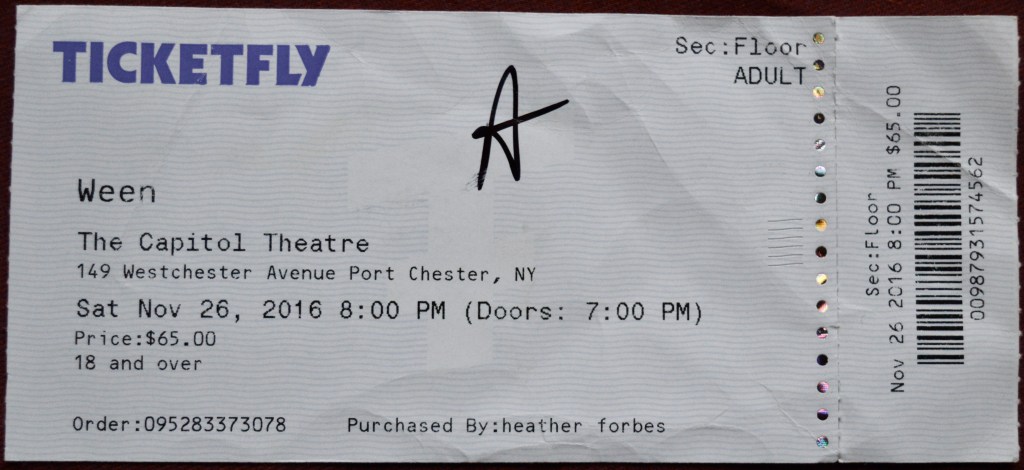 TICKETFLY
Sec:Floor
ADULT
A
Ween
The Capitol Theatre
149 Westchester Avenue Port Chester, NY
Sat Nov 26, 2016 8:00 PM (Doors: 7:00 PM)
Price:$65.00
18 and over
Order:095283373078
Purchased By:heather forbes
Sec:Floor
Nov 26 2016 8:00 PM $65.00
00987931574562